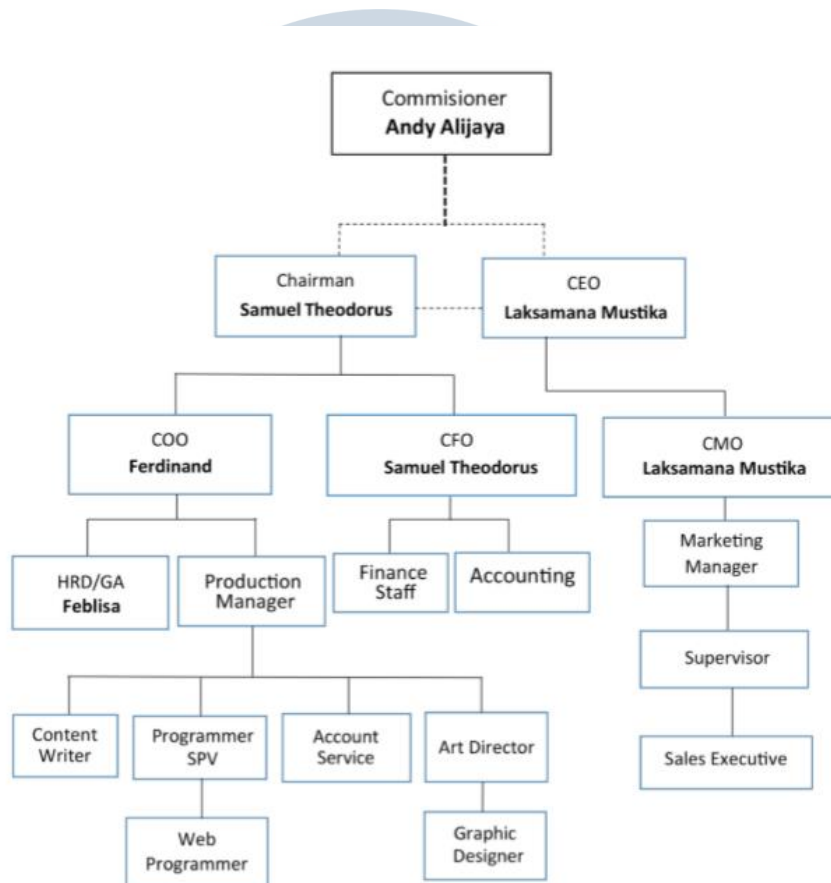 Commisioner
Andy Alijaya
Chairman
Samuel Theodorus
CEO
Laksamana Mustika
COO
Ferdinand
CFO
Samuel Theodorus
CMO
Laksamana Mustika
HRD/GA
Feblisa
Production
Manager
Finance
Staff
Accounting
Marketing
Manager
Supervisor
Content
Writer
Programmer
SPV
Account
Service
Art Director
Sales Executive
Web
Programmer
Graphic
Designer